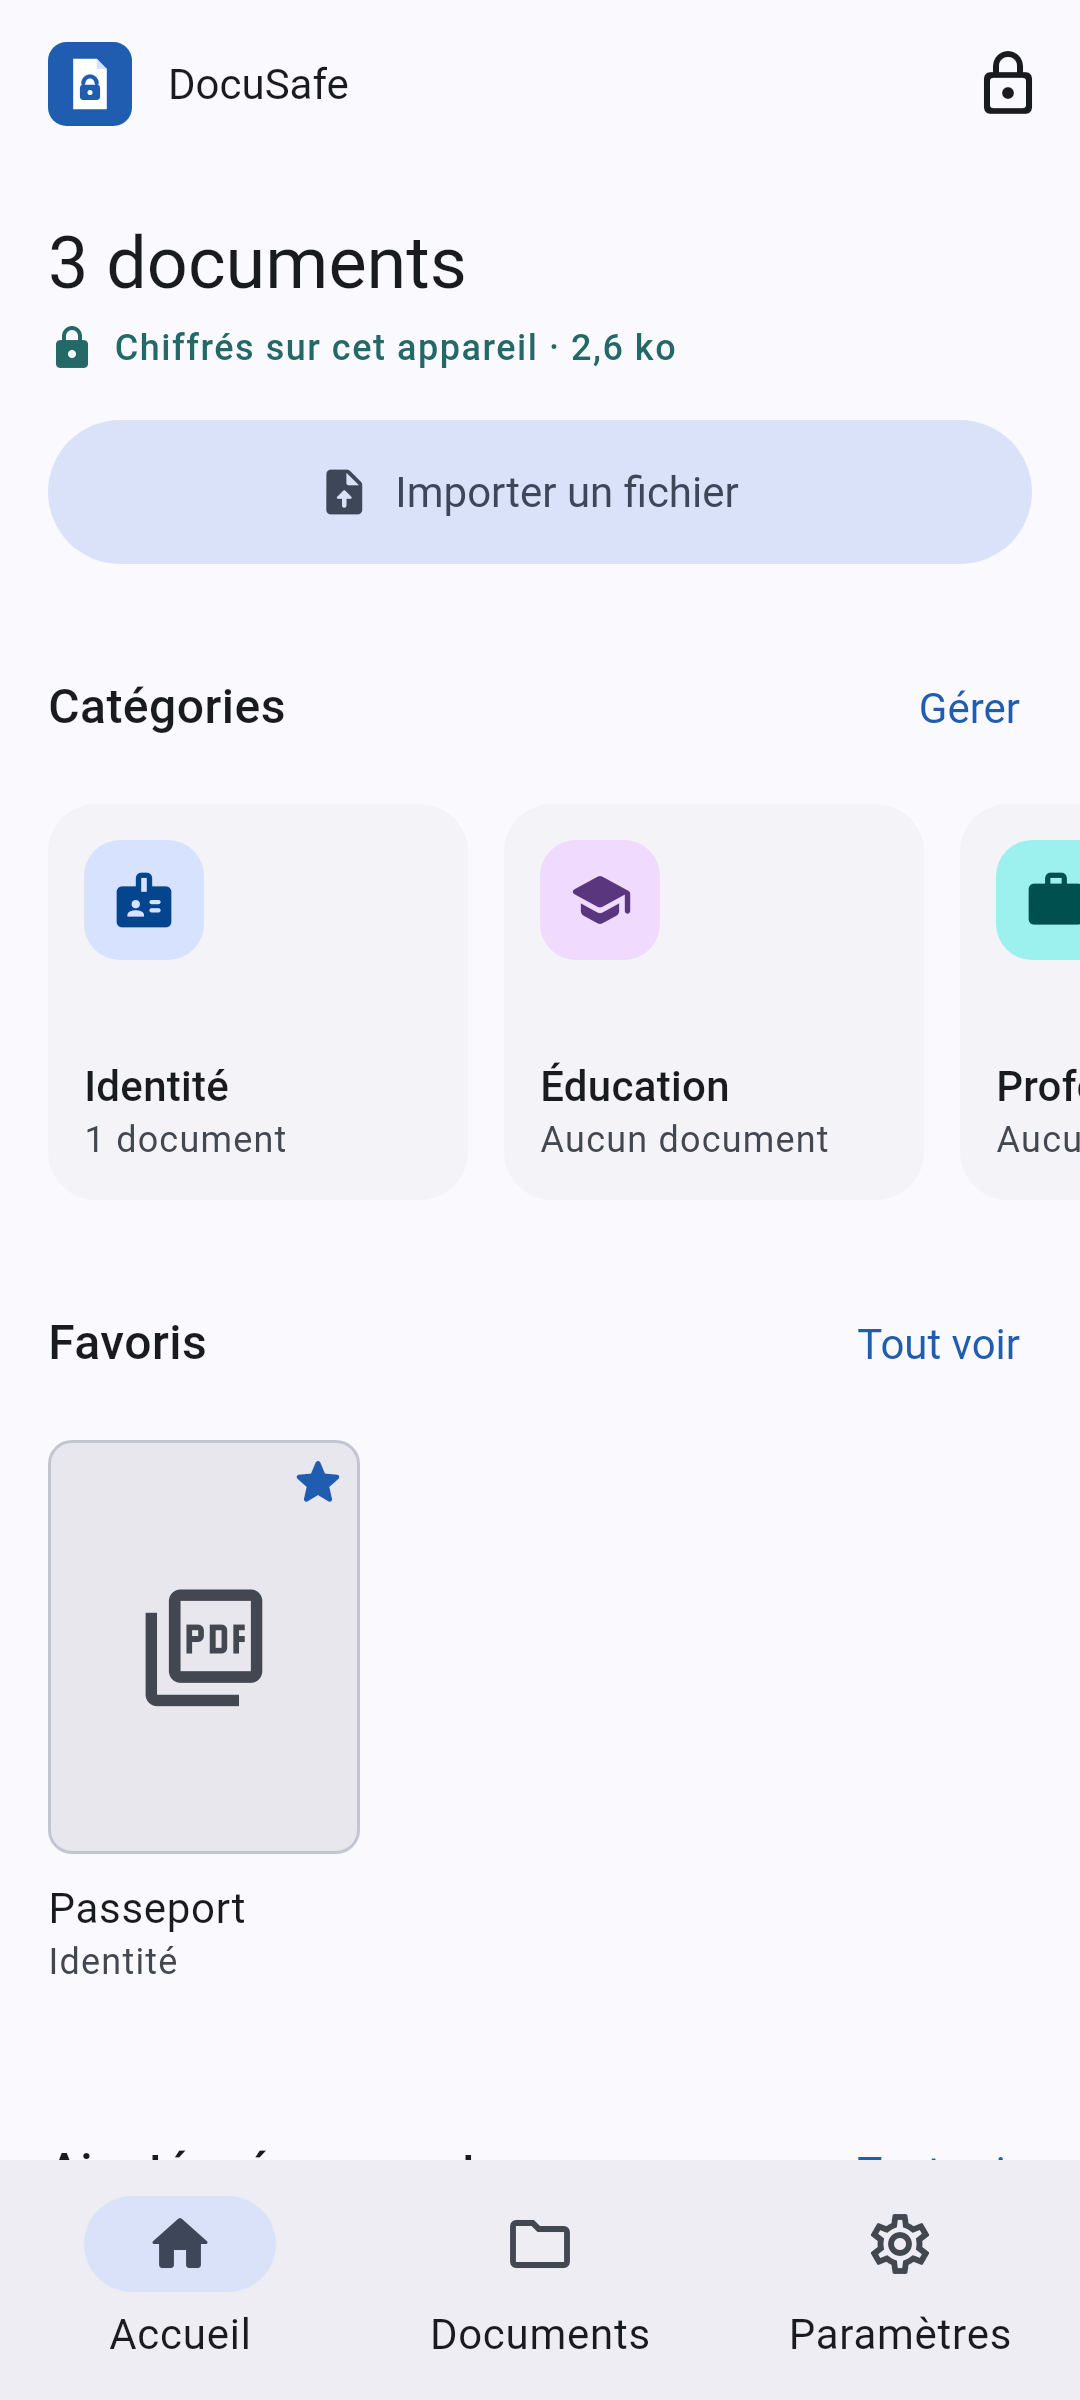 DocuSafe
3 documents
Chiffrés sur cet appareil · 2,6 ko
Importer un fichier
Catégories
Gérer
Identité
1 document
Éducation
Aucun document
Favoris
Tout voir
PDF
Passeport
Identité
Accueil
Documents
Paramètres